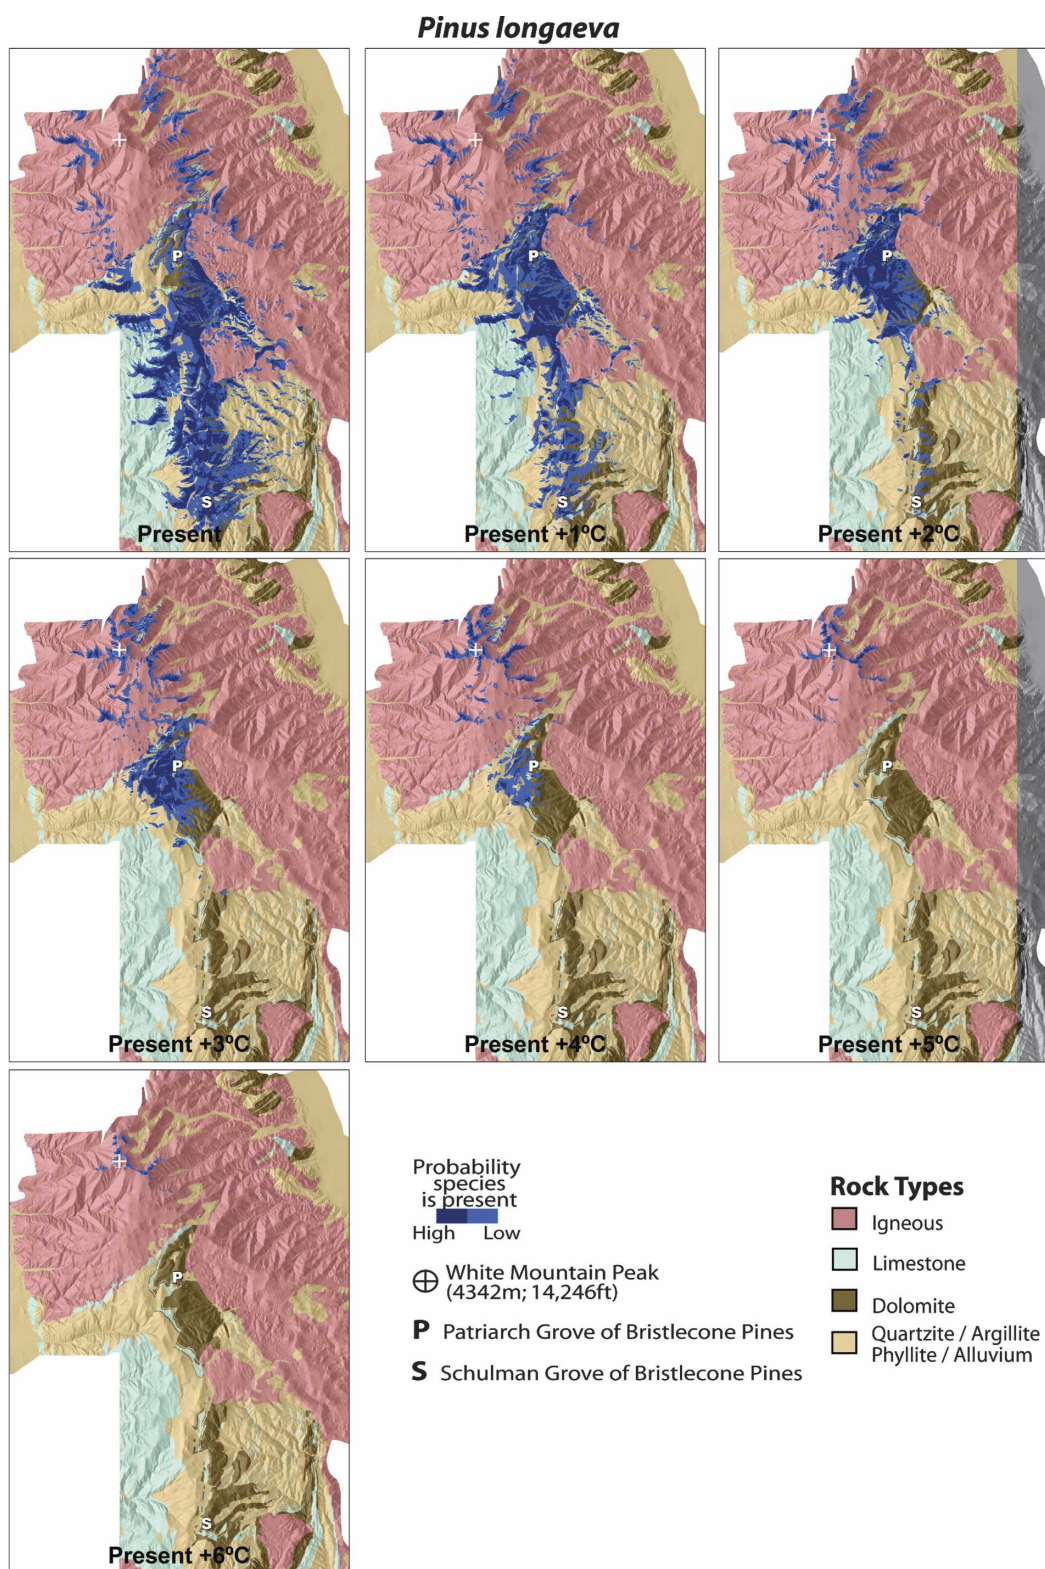 Pinus longaeva
P
S
Present
P
S
Present +1ºC
P
S
Present +2ºC
P
S
Present +3ºC
P
S
Present +4ºC
P
S
Present +5ºC
P
S
Present +6ºC
Probability
species
is present
High Low
White Mountain Peak
(4342m; 14,246ft)
P Patriarch Grove of Bristlecone Pines
S Schulman Grove of Bristlecone Pines
Rock Types
Igneous
Limestone
Dolomite
Quartzite / Argillite
Phyllite / Alluvium